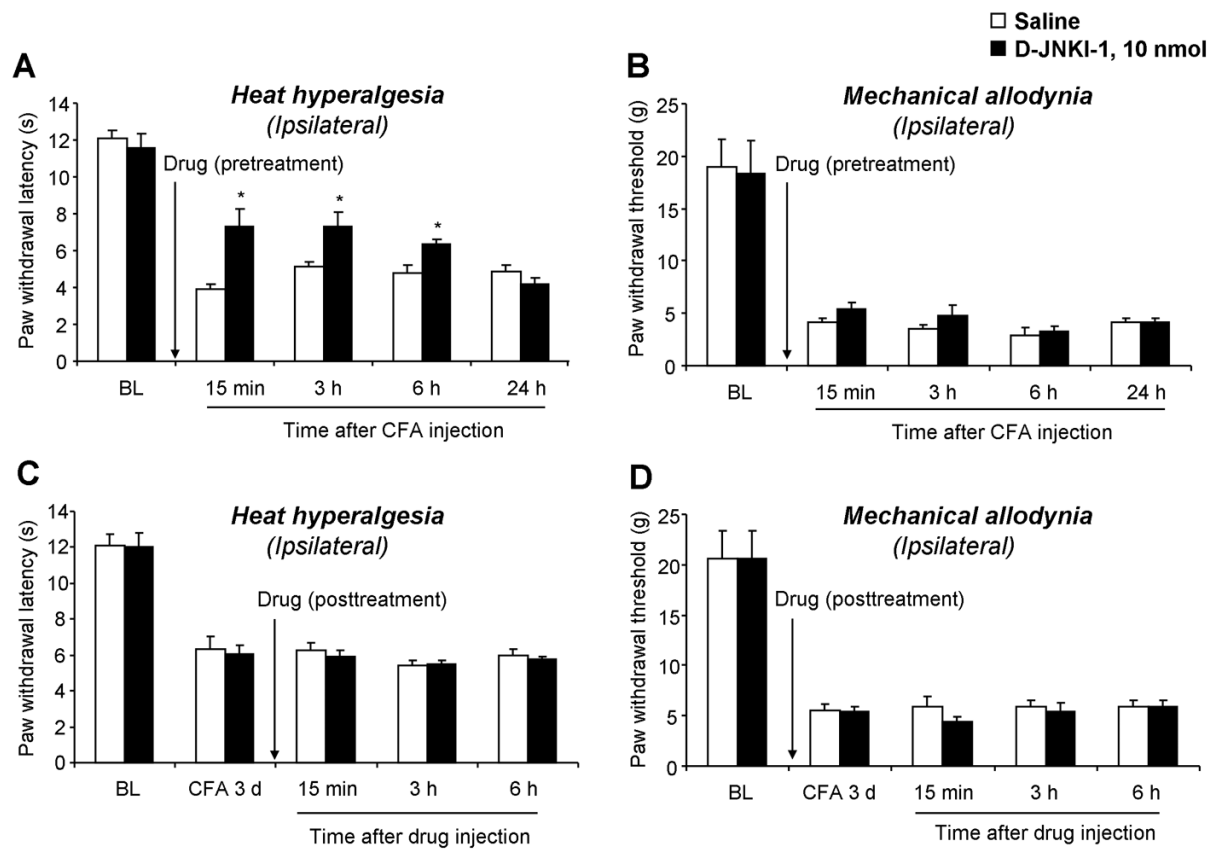 Saline
D-JNKI-1, 10 nmol
A
Heat hyperalgesia
(Ipsilateral)
Paw withdrawal latency (s)
14
12
10
8
6
4
2
0
Drug (pretreatment)
*
*
*
BL
15 min
3 h
6 h
24 h
Time after CFA injection
B
Mechanical allodynia
(Ipsilateral)
Paw withdrawal threshold (g)
25
20
15
10
5
0
Drug (pretreatment)
BL
15 min
3 h
6 h
24 h
Time after CFA injection
C
Heat hyperalgesia
(Ipsilateral)
Paw withdrawal latency (s)
14
12
10
8
6
4
2
0
Drug (posttreatment)
BL
CFA 3 d
15 min
3 h
6 h
Time after drug injection
D
Mechanical allodynia
(Ipsilateral)
Paw withdrawal threshold (g)
25
20
15
10
5
0
Drug (posttreatment)
BL
CFA 3 d
15 min
3 h
6 h
Time after drug injection